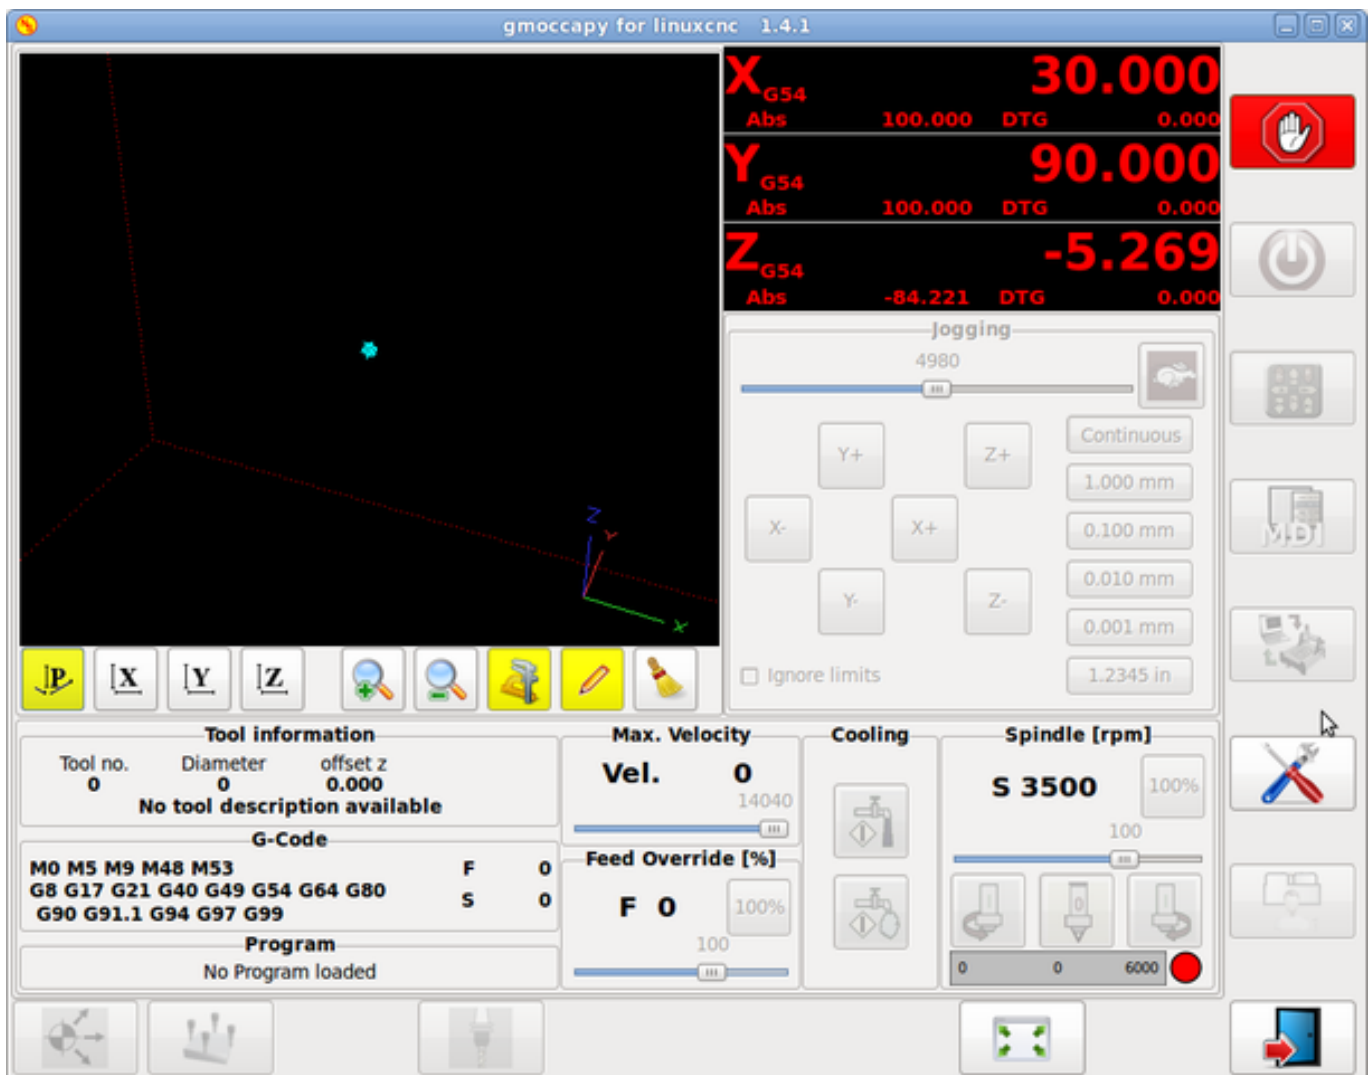 gmoccapy for linuxcnc 1.4.1
X G54 30.000
Abs 100.000 DTG 0.000
Y G54 90.000
Abs 100.000 DTG 0.000
Z G54 -5.269
Abs -84.221 DTG 0.000
Jogging
4980
Continuous
Y+ Z+
1.000 mm
X- X+
0.100 mm
0.010 mm
Y- Z-
0.001 mm
Ignore limits
1.2345 in
MDI
Z
Y
X
P X Y Z
Tool information
Tool no. Diameter offset z
0 0 0.000
No tool description available
G-Code
M0 M5 M9 M48 M53
G8 G17 G21 G40 G49 G54 G64 G80
G90 G91.1 G94 G97 G99
F 0
S 0
Program
No Program loaded
Max. Velocity
Vel. 0
14040
Feed Override [%]
F 0 100%
100
Cooling
Spindle [rpm]
S 3500 100%
100
0
0 0 6000